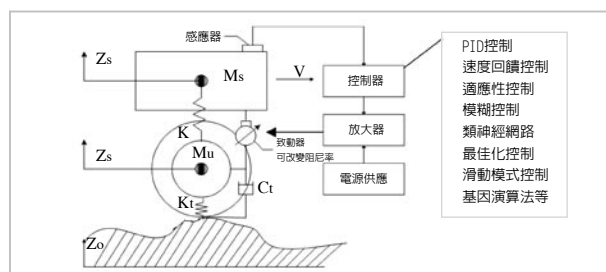 感應器
Zs
Ms
V
控制器
PID控制
速度回饋控制
適應性控制
模糊控制
類神經網路
最佳化控制
滑動模式控制
基因演算法等
K
致動器
可改變阻尼率
放大器
Zs
Mu
Ct
電源供應
Kt
Zo